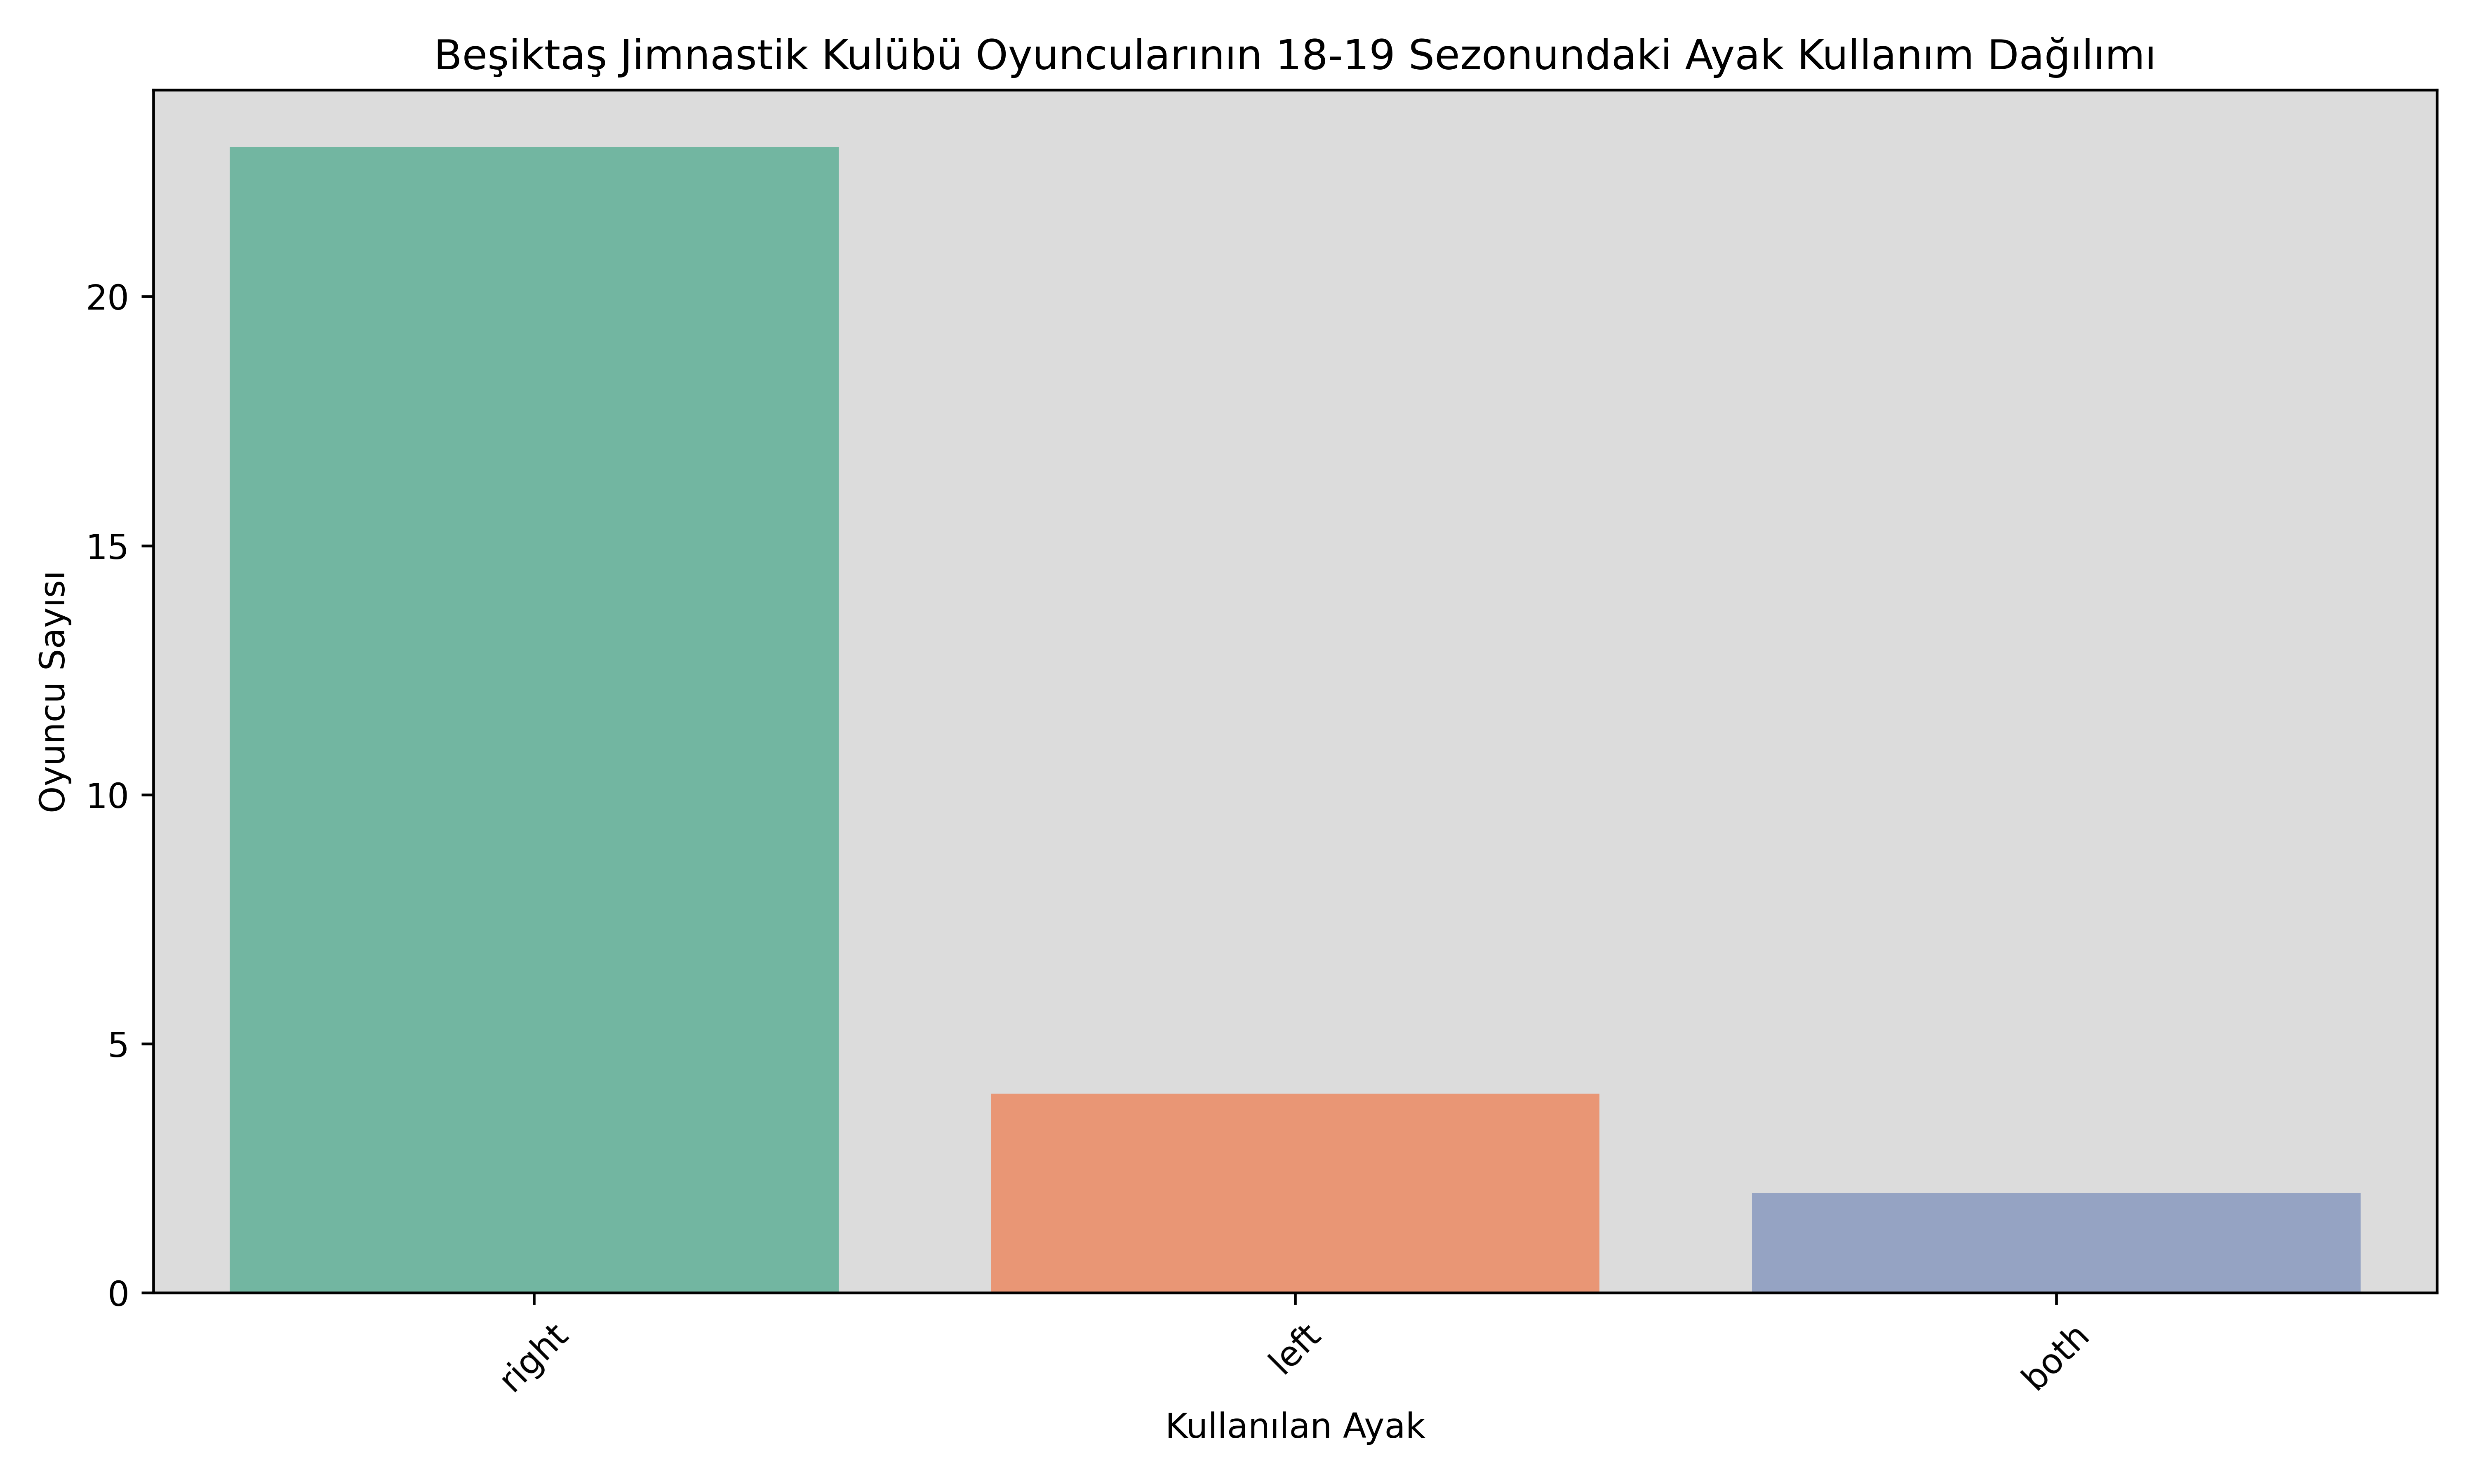 Beşiktaş Jimnastik Kulübü Oyuncularının 18-19 Sezonundaki Ayak Kullanım Dağılımı
Oyuncu Sayısı
20
15
10
5
0
right
left
both
Kullanılan Ayak